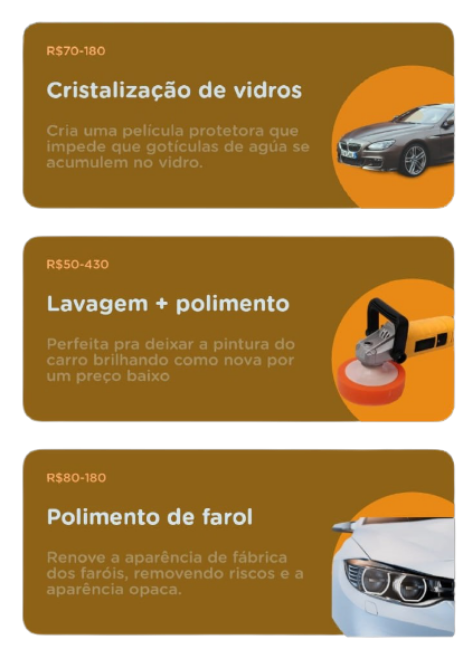 R$70-180
Cristalização de vidros
Cria uma película protetora que
impede que gotículas de agúa se
acumulem no vidro.
R$50-430
Lavagem + polimento
Perfeita pra deixar a pintura do
carro brilhando como nova por
um preço baixo
R$80-180
Polimento de farol
Renove a aparência de fábrica
dos faróis, removendo riscos e a
aparência opaca.